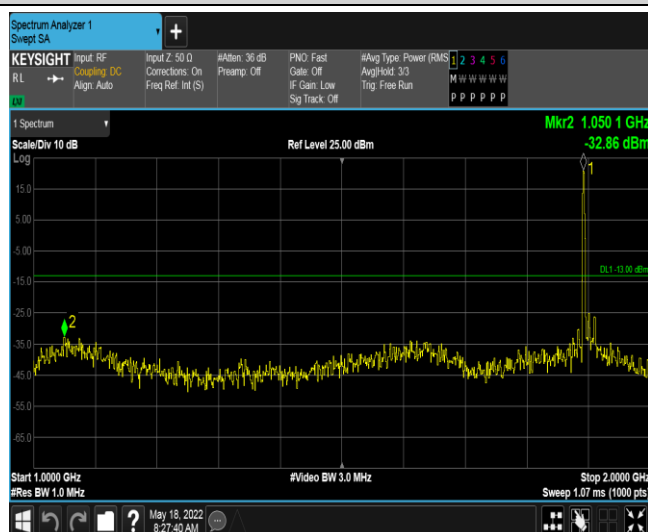 Spectrum Analyzer 1
Swept SA
KEYSIGHT Input: RF Input Z: 50 Ω #Atten: 36 dB PNO: Fast #Avg Type: Power (RMS 1 2 3 4 5 6
RL Coupling: DC Corrections: On Preamp: Off Gate: Off Avg|Hold: 3/3 M W W W W W
Align: Auto Freq Ref: Int (S) IF Gain: Low Trig: Free Run
Sig Track: Off P P P P P P
LXI
1 Spectrum Mkr2 1.050 1 GHz
Scale/Div 10 dB Ref Level 25.00 dBm -32.86 dBm
Log
1
15.0
5.00
-5.00
DL1 -13.00 dBm
-15.0
-25.0
2
-35.0
-45.0
-55.0
-65.0
Start 1.0000 GHz #Video BW 3.0 MHz Stop 2.0000 GHz
#Res BW 1.0 MHz Sweep 1.07 ms (1000 pts)
? May 18, 2022
8:27:40 AM